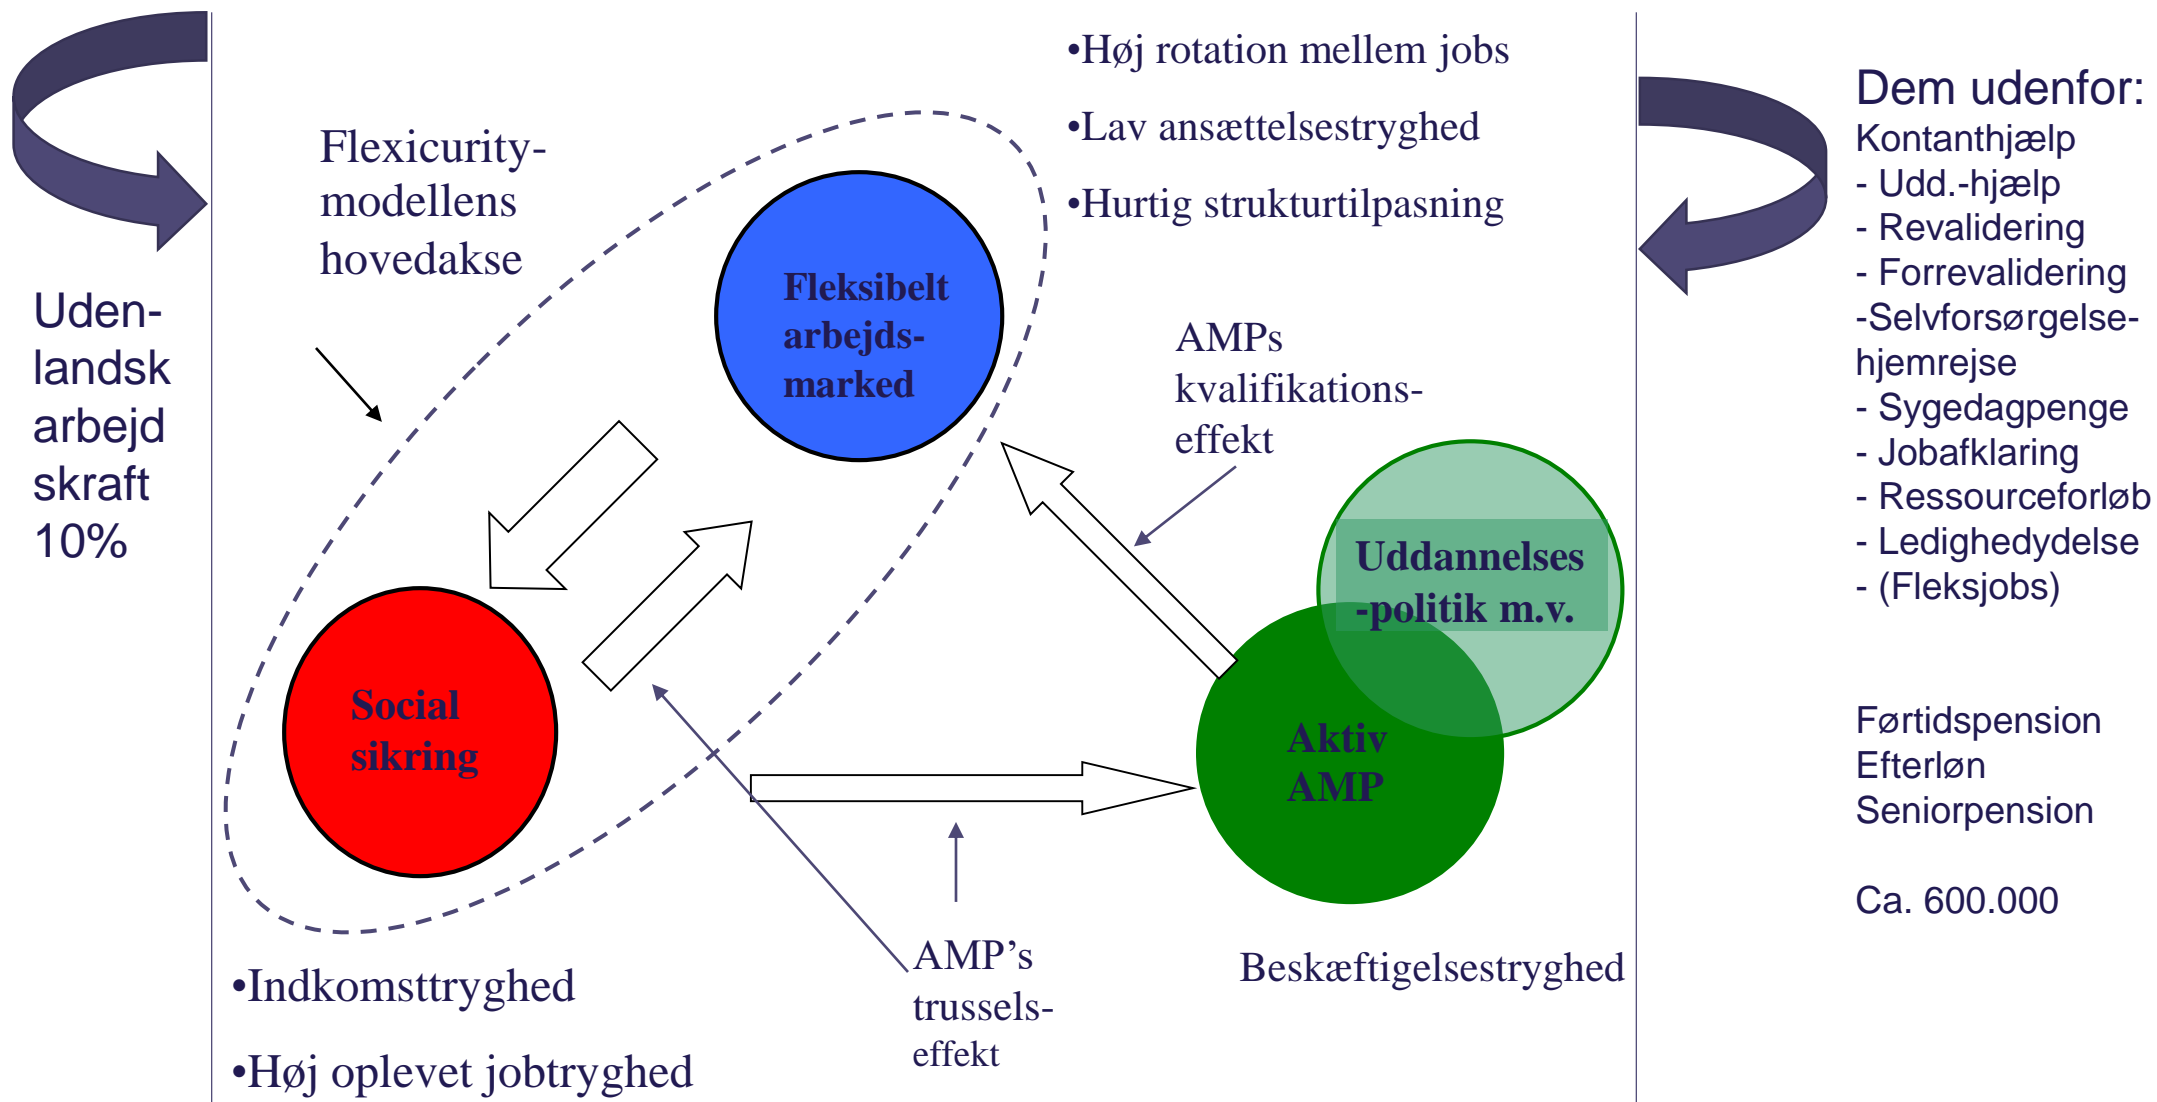 Uden-
landsk
arbejd
skraft
10%
Flexicurity-
modellens
hovedakse
•Høj rotation mellem jobs
•Lav ansættelsestryghed
•Hurtig strukturtilpasning
Fleksibelt
arbejds-
marked
AMPs
kvalifikations-
effekt
Uddannelses
-politik m.v.
Social
sikring
Aktiv
AMP
AMP’s
trussels-
effekt
Beskæftigelsestryghed
•Indkomsttryghed
•Høj oplevet jobtryghed
Dem udenfor:
Kontanthjælp
- Udd.-hjælp
- Revalidering
- Forrevalidering
-Selvforsørgelse-
hjemrejse
- Sygedagpenge
- Jobafklaring
- Ressourceforløb
- Ledighedydelse
- (Fleksjobs)
Førtidspension
Efterløn
Seniorpension
Ca. 600.000